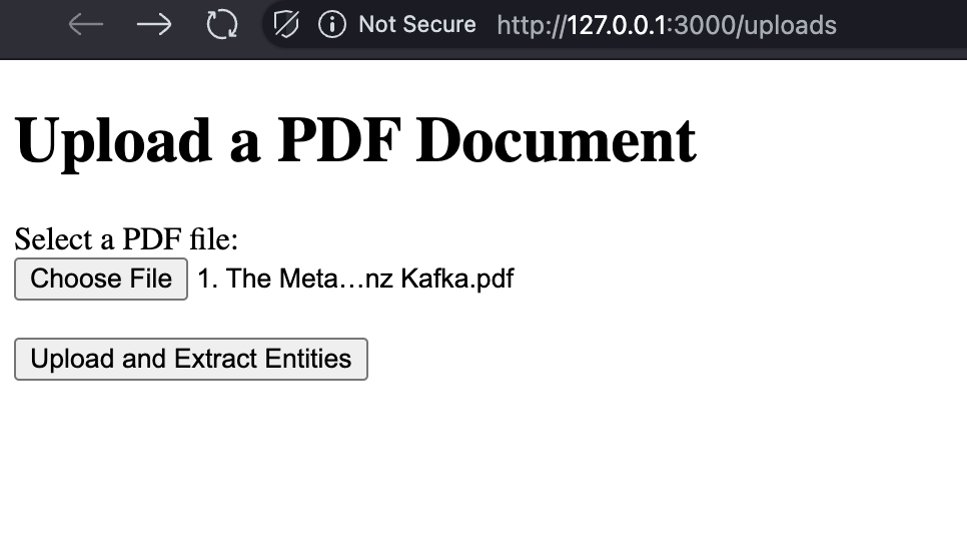 Not Secure http://127.0.0.1:3000/uploads
Upload a PDF Document
Select a PDF file:
Choose File 1. The Meta...nz Kafka.pdf
Upload and Extract Entities